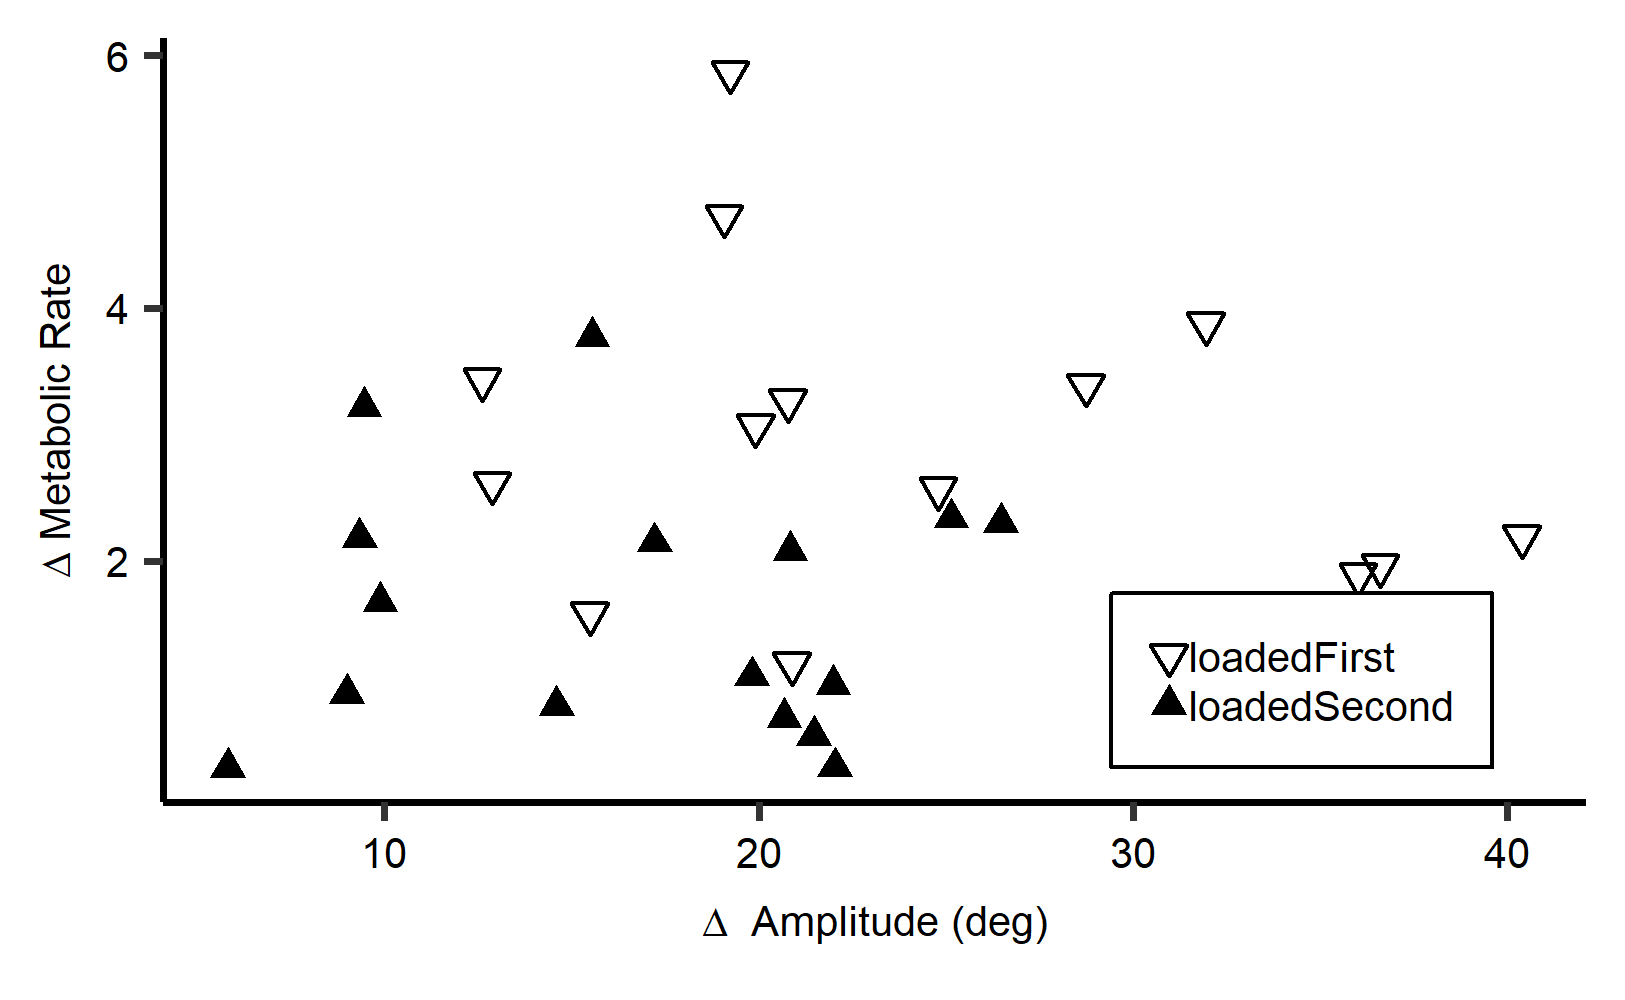 6
4
2
Δ Metabolic Rate
loadedFirst
loadedSecond
10 20 30 40
Δ Amplitude (deg)